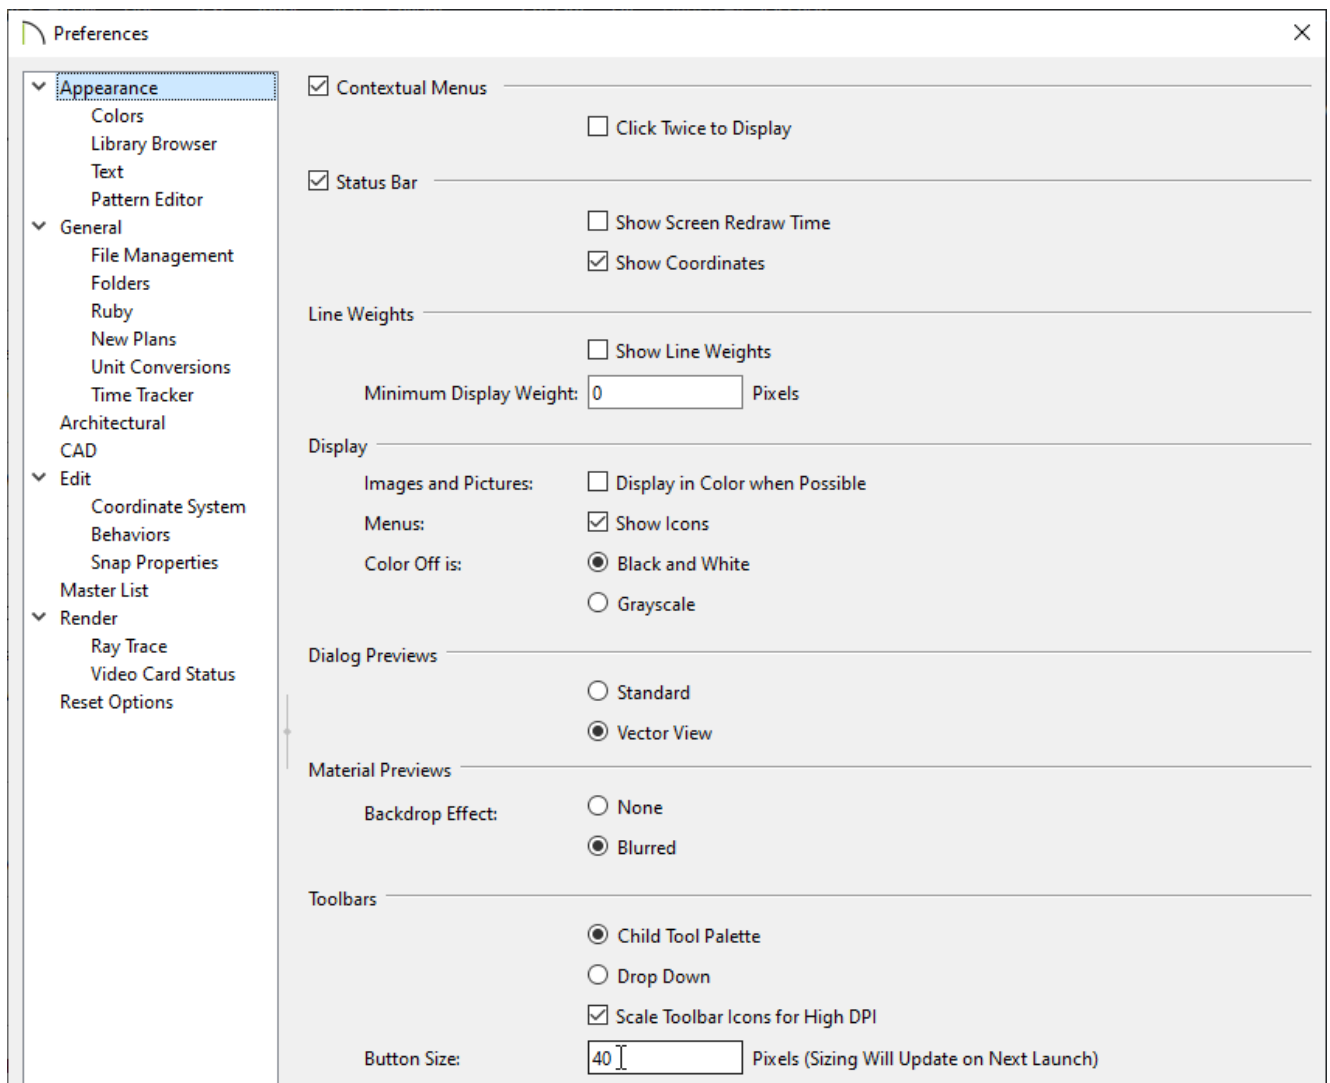 Preferences
Appearance
Colors
Library Browser
Text
Pattern Editor
General
File Management
Folders
Ruby
New Plans
Unit Conversions
Time Tracker
Architectural
CAD
Edit
Coordinate System
Behaviors
Snap Properties
Master List
Render
Ray Trace
Video Card Status
Reset Options
Contextual Menus
Click Twice to Display
Status Bar
Show Screen Redraw Time
Show Coordinates
Line Weights
Show Line Weights
Minimum Display Weight: 0 Pixels
Display
Images and Pictures: Display in Color when Possible
Menus: Show Icons
Color Off is: Black and White
Grayscale
Dialog Previews
Standard
Vector View
Material Previews
Backdrop Effect: None
Blurred
Toolbars
Child Tool Palette
Drop Down
Scale Toolbar Icons for High DPI
Button Size: 40 Pixels (Sizing Will Update on Next Launch)